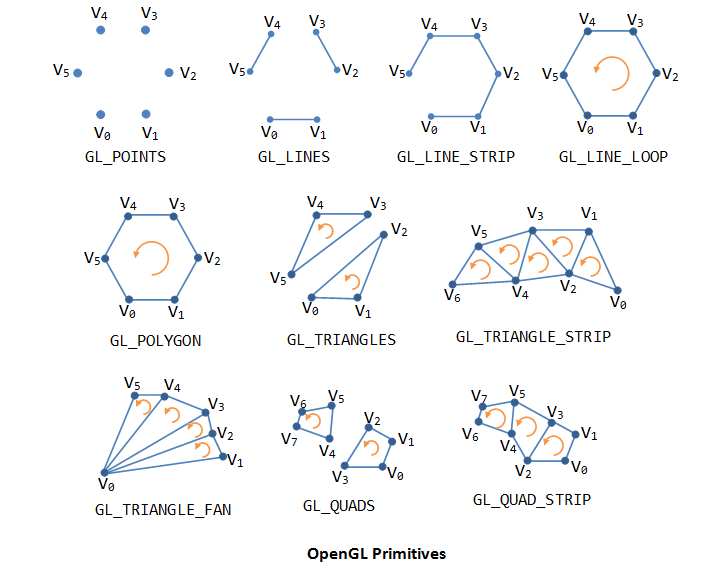 V4 V3
V5 V2
V0 V1
GL_POINTS
V4 V3
V5 V2
V0 V1
GL_LINES
V4 V3
V5 V2
V0 V1
GL_LINE_STRIP
V4 V3
V5 V2
V0 V1
GL_LINE_LOOP
V4 V3
V5 V2
V0 V1
GL_POLYGON
V4 V3
V2
V5
V0 V1
GL_TRIANGLES
V3 V1
V5
V6 V4 V2 V0
GL_TRIANGLE_STRIP
V5 V4
V3
V2
V1
V0
GL_TRIANGLE_FAN
V6 V5
V2
V7 V1
V4
V3 V0
GL_QUADS
V7 V5
V3
V6 V1
V4
V2 V0
GL_QUAD_STRIP
OpenGL Primitives